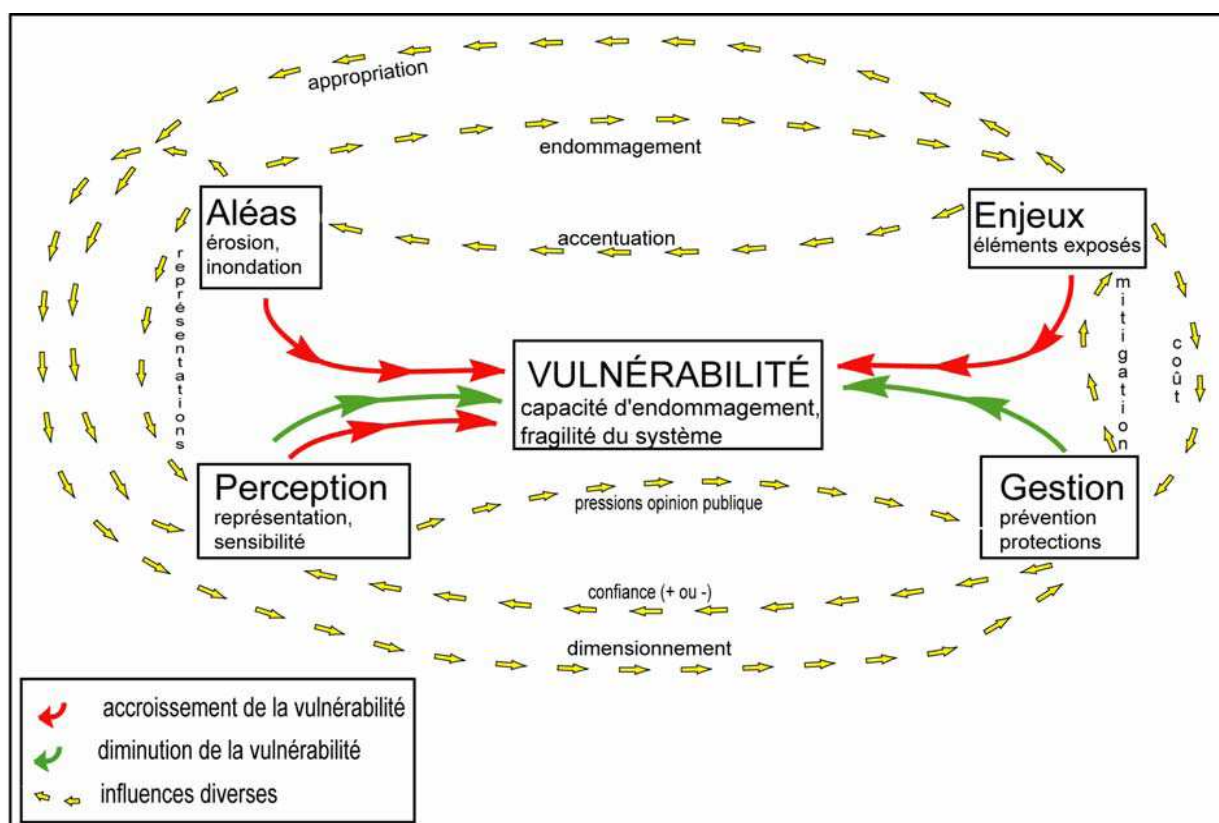 appropriation
endommagement
Aléas
érosion,
inondation
Enjeux
éléments exposés
accentuation
représentations
mitigation
coût
VULNÉRABILITÉ
capacité d'endommagement,
fragilité du système
Perception
représentation,
sensibilité
pressions opinion publique
Gestion
prévention
protections
confiance (+ ou -)
dimensionnement
accroissement de la vulnérabilité
diminution de la vulnérabilité
influences diverses